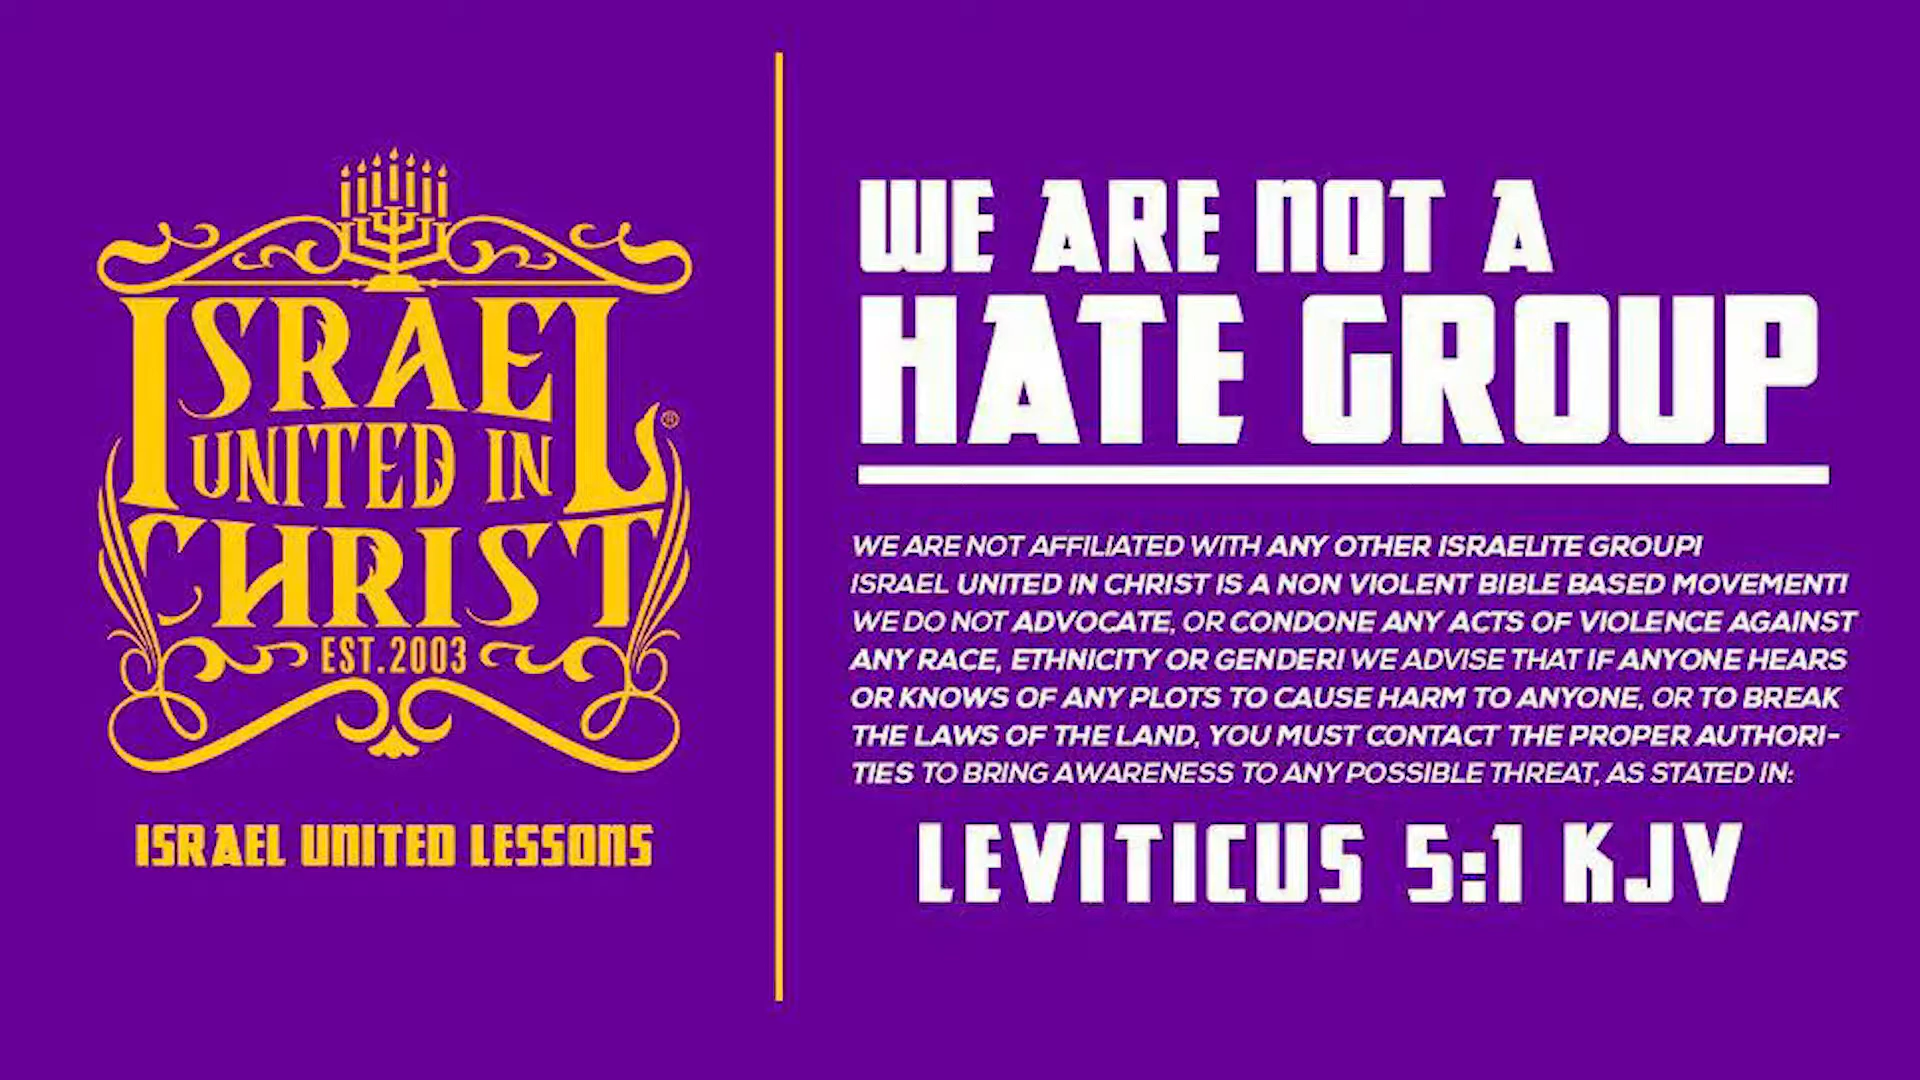 ISRAEL
UNITED IN
CHRIST
®
EST.2003
ISRAEL UNITED LESSONS
WE ARE NOT A
HATE GROUP
WE ARE NOT AFFILIATED WITH ANY OTHER ISRAELITE GROUP!
ISRAEL UNITED IN CHRIST IS A NON VIOLENT BIBLE BASED MOVEMENT!
WE DO NOT ADVOCATE, OR CONDONE ANY ACTS OF VIOLENCE AGAINST
ANY RACE, ETHNICITY OR GENDER! WE ADVISE THAT IF ANYONE HEARS
OR KNOWS OF ANY PLOTS TO CAUSE HARM TO ANYONE, OR TO BREAK
THE LAWS OF THE LAND, YOU MUST CONTACT THE PROPER AUTHORI-
TIES TO BRING AWARENESS TO ANY POSSIBLE THREAT, AS STATED IN:
LEVITICUS 5:1 KJV